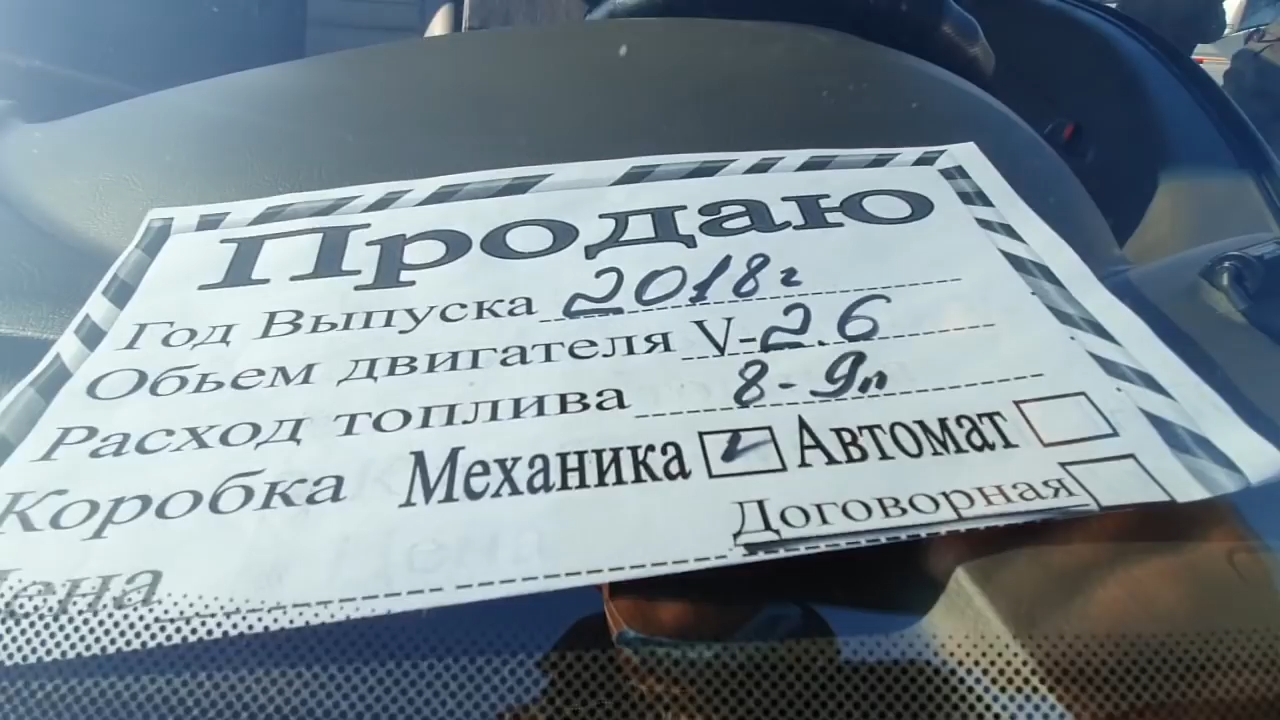 Продаю
Год Выпуска 2018г
Обьем двигателя V-2.6
Расход топлива 8-9л
Коробка Механика Автомат
Договорная
Цена